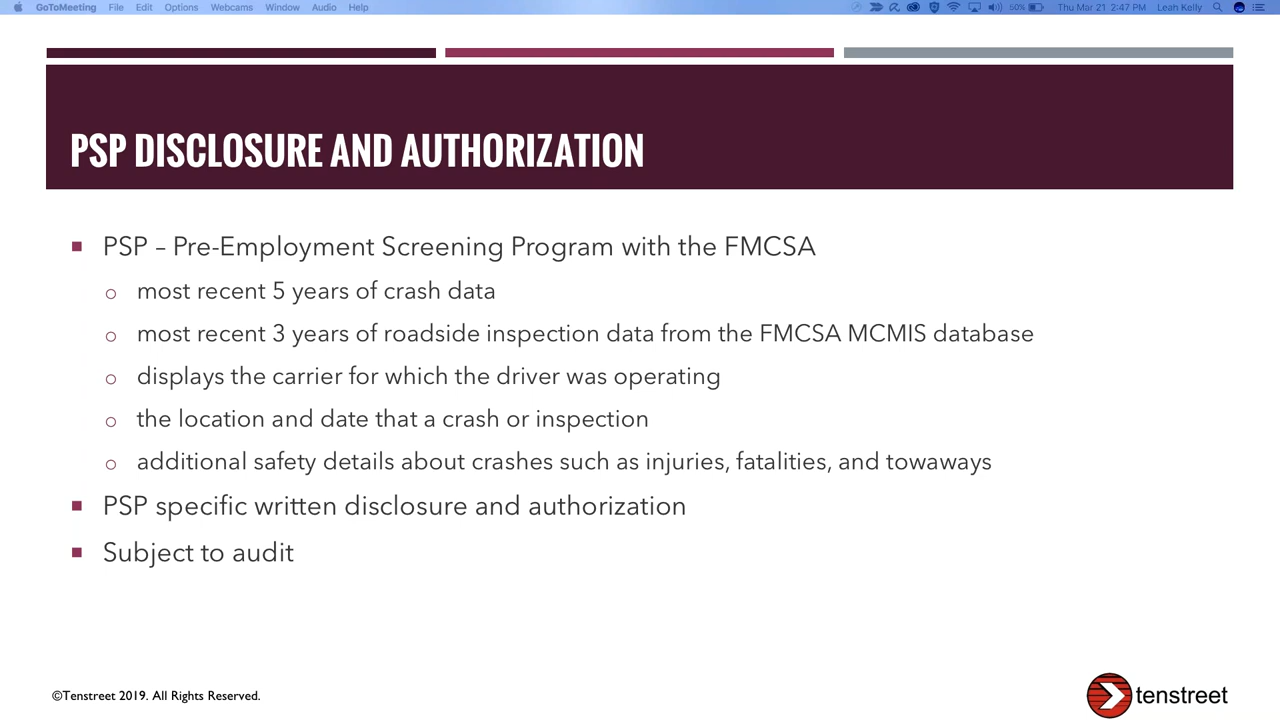 GoToMeeting File Edit Options Webcams Window Audio Help 50% Thu Mar 21 2:47 PM Leah Kelly
PSP DISCLOSURE AND AUTHORIZATION
PSP – Pre-Employment Screening Program with the FMCSA
most recent 5 years of crash data
most recent 3 years of roadside inspection data from the FMCSA MCMIS database
displays the carrier for which the driver was operating
the location and date that a crash or inspection
additional safety details about crashes such as injuries, fatalities, and towaways
PSP specific written disclosure and authorization
Subject to audit
©Tenstreet 2019. All Rights Reserved.
tenstreet